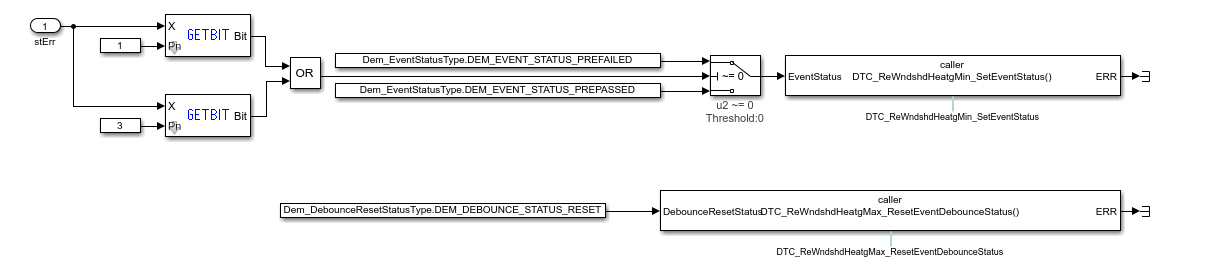 1
stErr
X
1
Pn
GETBIT
Bit
X
3
Pn
GETBIT
Bit
OR
Dem_EventStatusType.DEM_EVENT_STATUS_PREFAILED
Dem_EventStatusType.DEM_EVENT_STATUS_PREPASSED
~= 0
u2 ~= 0
Threshold:0
caller
EventStatus
DTC_ReWndshdHeatgMin_SetEventStatus()
ERR
DTC_ReWndshdHeatgMin_SetEventStatus
Dem_DebounceResetStatusType.DEM_DEBOUNCE_STATUS_RESET
caller
DebounceResetStatus
DTC_ReWndshdHeatgMax_ResetEventDebounceStatus()
ERR
DTC_ReWndshdHeatgMax_ResetEventDebounceStatus